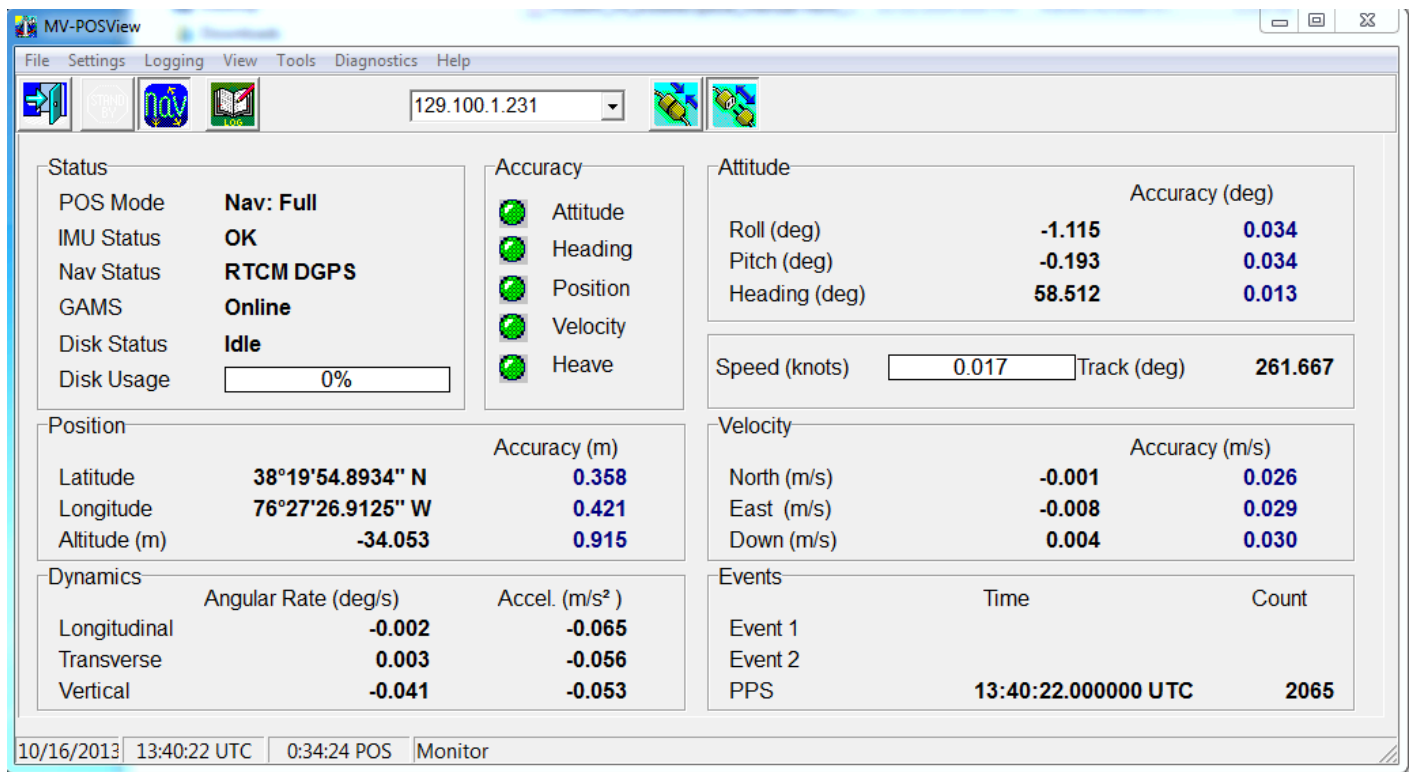 MV-POSView
File Settings Logging View Tools Diagnostics Help
STAND BY
nav
LOG
129.100.1.231
Status
POS Mode Nav: Full
IMU Status OK
Nav Status RTCM DGPS
GAMS Online
Disk Status Idle
Disk Usage 0%
Accuracy
Attitude
Heading
Position
Velocity
Heave
Attitude
Accuracy (deg)
Roll (deg) -1.115 0.034
Pitch (deg) -0.193 0.034
Heading (deg) 58.512 0.013
Speed (knots) 0.017 Track (deg) 261.667
Position
Accuracy (m)
Latitude 38°19'54.8934" N 0.358
Longitude 76°27'26.9125" W 0.421
Altitude (m) -34.053 0.915
Velocity
Accuracy (m/s)
North (m/s) -0.001 0.026
East (m/s) -0.008 0.029
Down (m/s) 0.004 0.030
Dynamics
Angular Rate (deg/s) Accel. (m/s²)
Longitudinal -0.002 -0.065
Transverse 0.003 -0.056
Vertical -0.041 -0.053
Events
Time Count
Event 1
Event 2
PPS 13:40:22.000000 UTC 2065
10/16/2013 13:40:22 UTC 0:34:24 POS Monitor